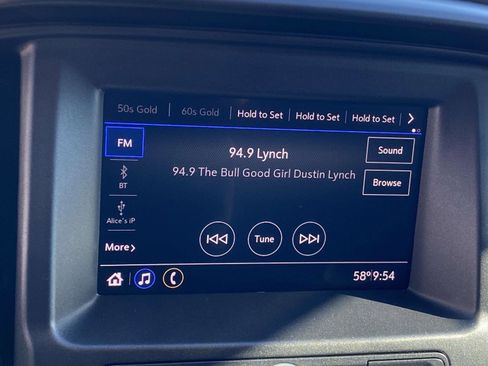 50s Gold 60s Gold Hold to Set Hold to Set Hold to Set >
FM
94.9 Lynch
Sound
94.9 The Bull Good Girl Dustin Lynch
BT
Browse
Alice's iP
More >
Tune
58° 9:54